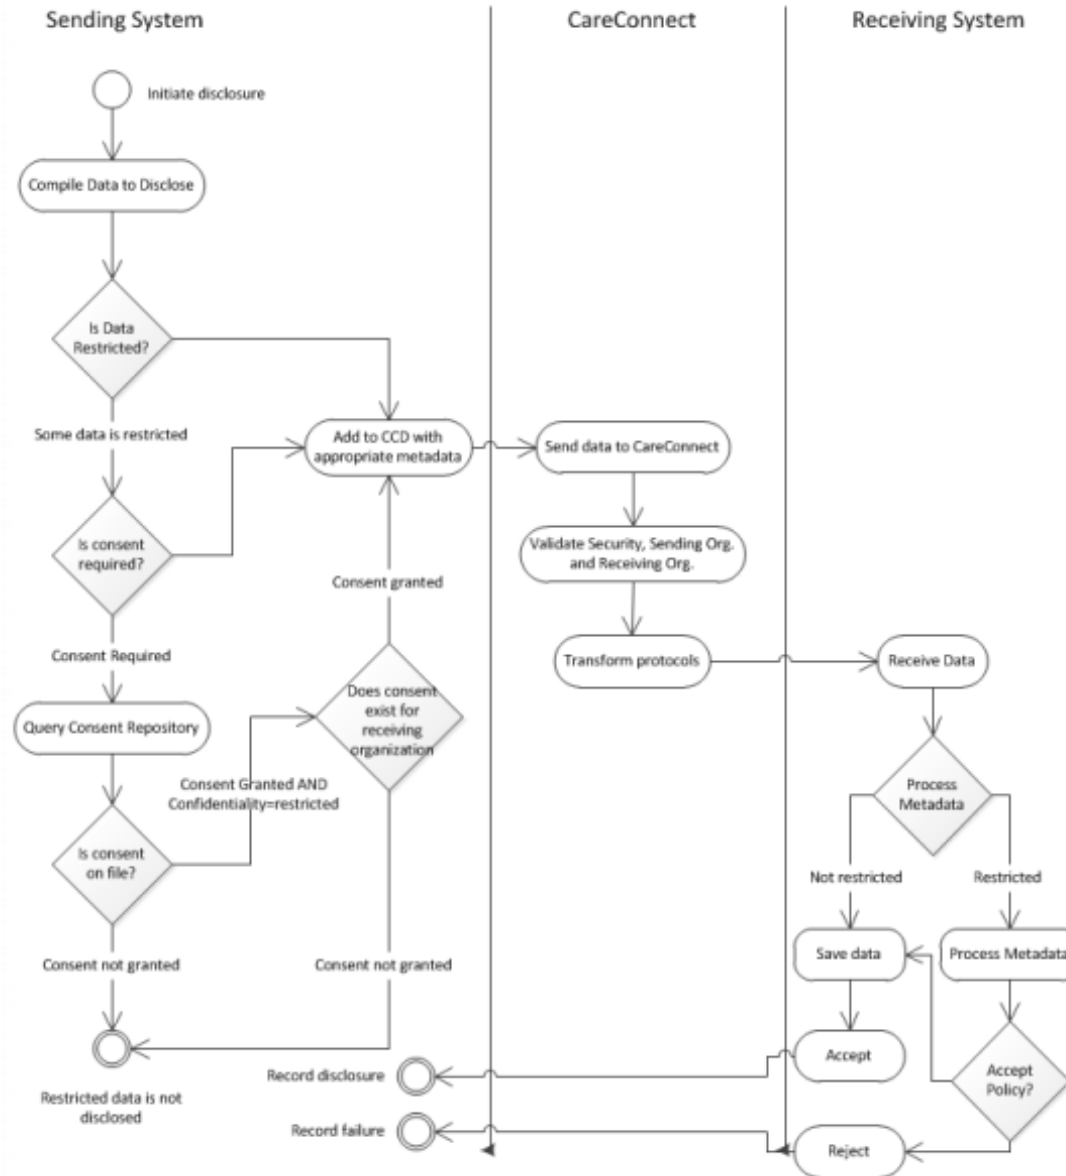 Sending System
CareConnect
Receiving System
Initiate disclosure
Compile Data to Disclose
Is Data
Restricted?
Some data is restricted
Add to CCD with
appropriate metadata
Send data to CareConnect
Is consent
required?
Validate Security, Sending Org.
and Receiving Org.
Consent granted
Consent Required
Transform protocols
Receive Data
Does consent
exist for
receiving
organization
Query Consent Repository
Consent Granted AND
Confidentiality=restricted
Process
Metadata
Is consent
on file?
Not restricted
Restricted
Consent not granted
Consent not granted
Save data
Process Metadata
Accept
Record disclosure
Accept
Policy?
Restricted data is not
disclosed
Record failure
Reject